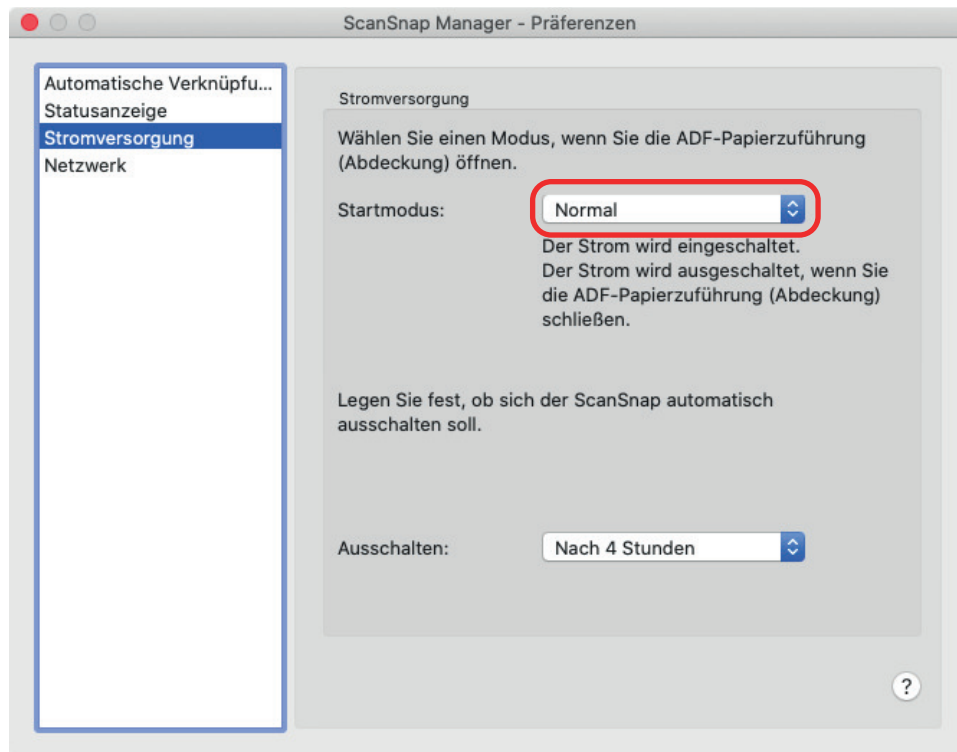 ScanSnap Manager - Präferenzen
Automatische Verknüpfu...
Statusanzeige
Stromversorgung
Netzwerk
Stromversorgung
Wählen Sie einen Modus, wenn Sie die ADF-Papierzuführung
(Abdeckung) öffnen.
Startmodus:
Normal
Der Strom wird eingeschaltet.
Der Strom wird ausgeschaltet, wenn Sie
die ADF-Papierzuführung (Abdeckung)
schließen.
Legen Sie fest, ob sich der ScanSnap automatisch
ausschalten soll.
Ausschalten:
Nach 4 Stunden
?